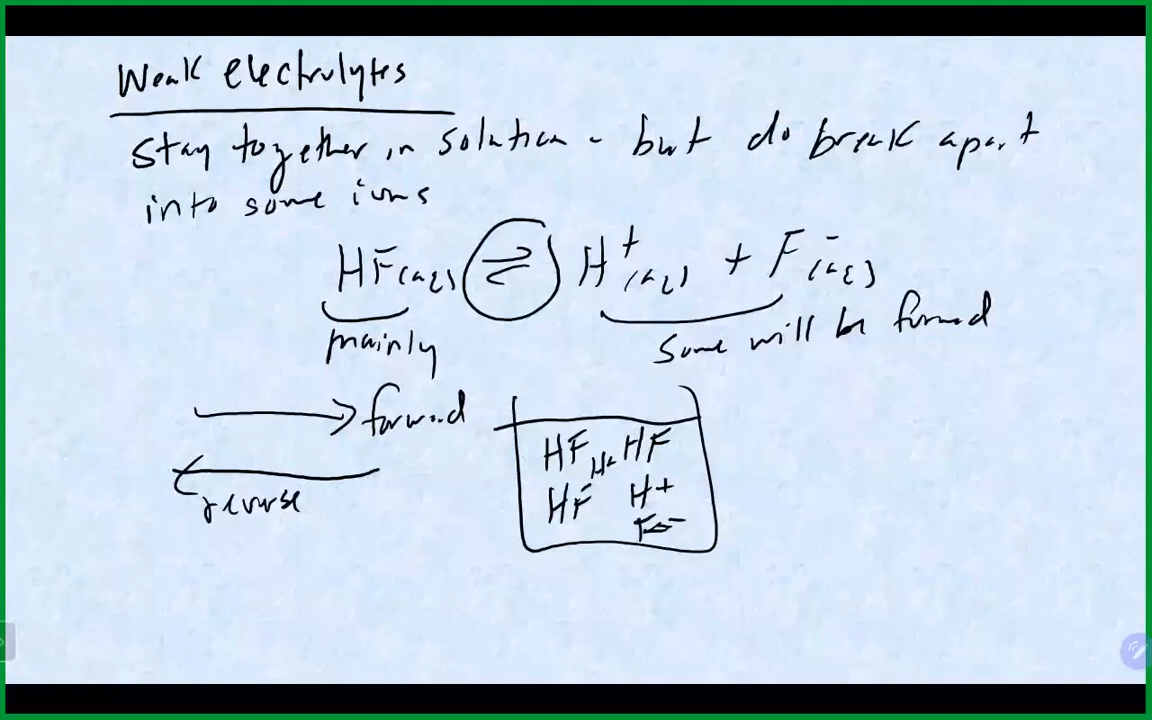 Weak electrolytes
stay together in solution - but do break apart
into some ions
HF(aq) ⇌ H+(aq) + F-(aq)
mainly
some will be formed
forward
reverse
HF HF
HF H+
F-